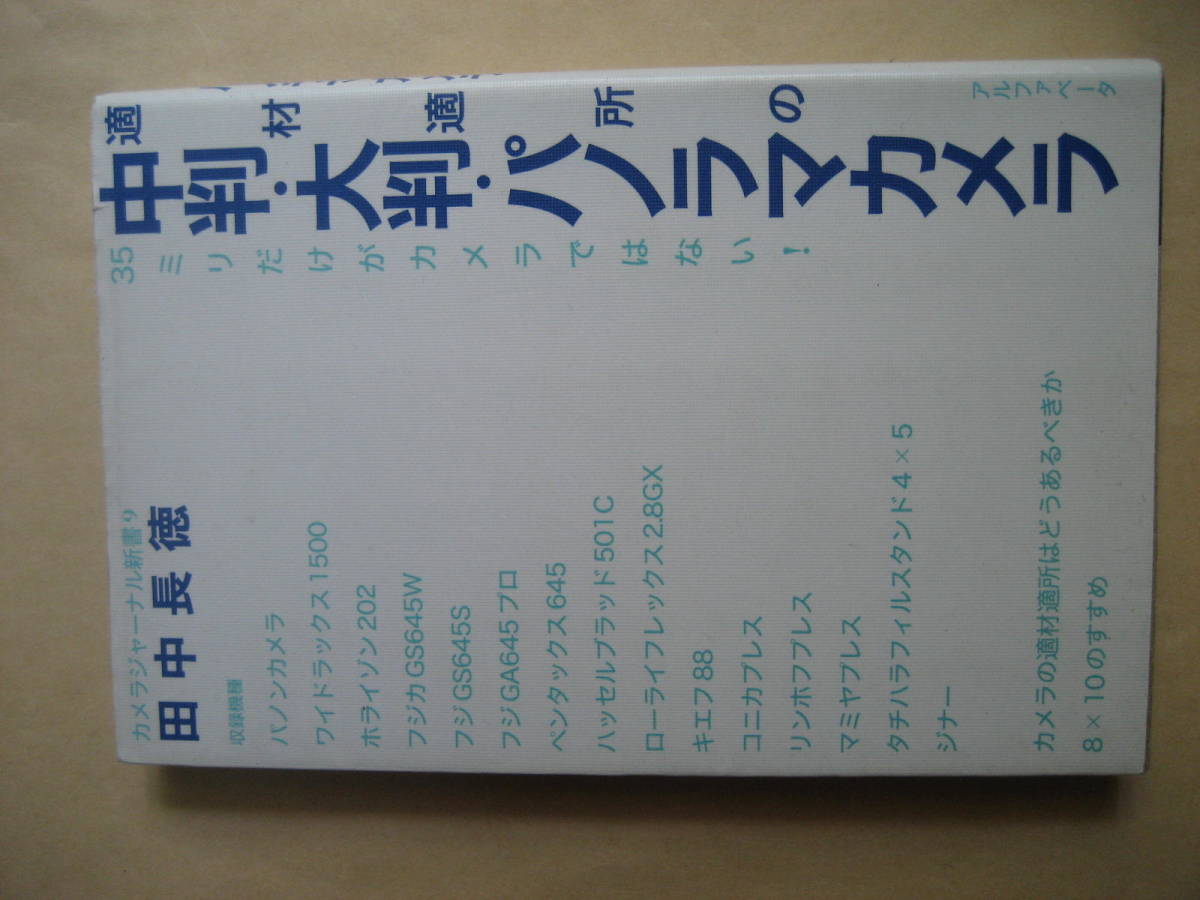 適材適所の
中判・大判・パノラマカメラ
アルファベータ
35ミリだけがカメラではない!
カメラジャーナル新書9
田中長徳
収録機種
パノンカメラ
ワイドラックス1500
ホライゾン202
フジカGS645W
フジGS645S
フジGA645プロ
ペンタックス645
ハッセルブラッド501C
ローライフレックス2.8GX
キエフ88
コニカプレス
リンホフプレス
マミヤプレス
タチハラフィルスタンド4×5
ジナー
カメラの適材適所はどうあるべきか
8×10のすすめ